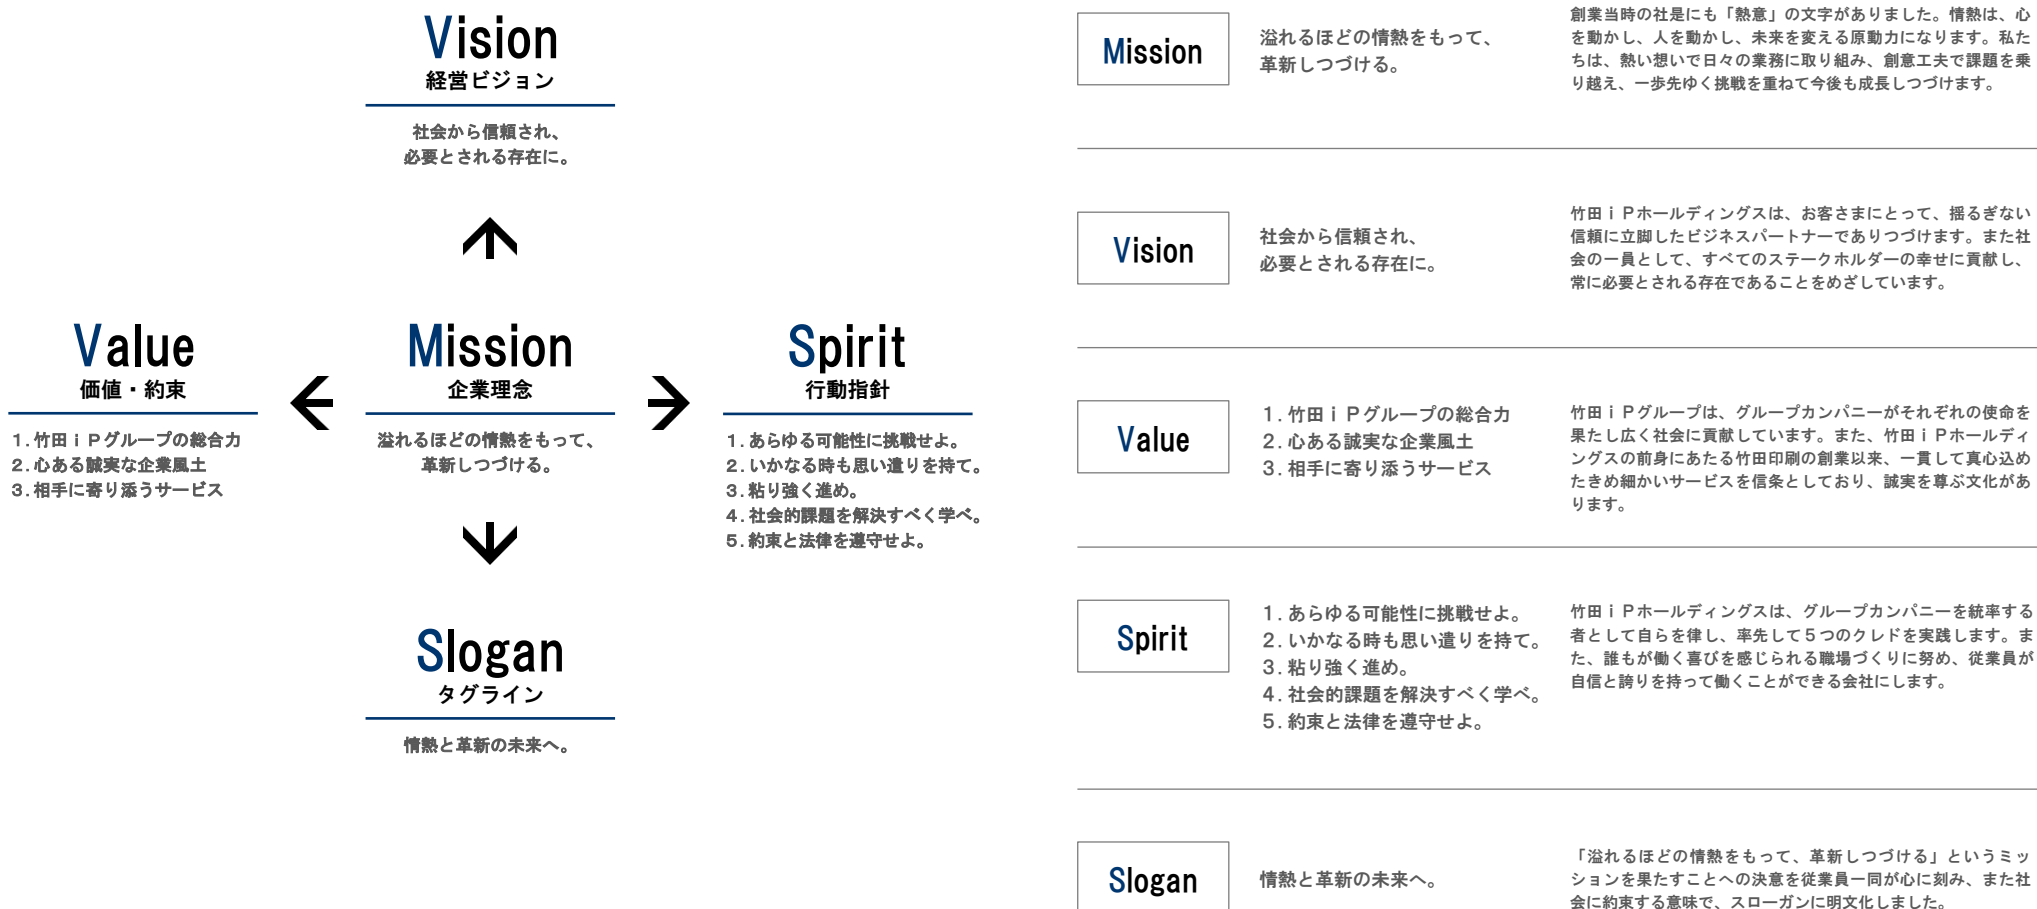 Vision
経営ビジョン
社会から信頼され、
必要とされる存在に。
Value
価値・約束
1.竹田ｉＰグループの総合力
2.心ある誠実な企業風土
3.相手に寄り添うサービス
Mission
企業理念
溢れるほどの情熱をもって、
革新しつづける。
Spirit
行動指針
1.あらゆる可能性に挑戦せよ。
2.いかなる時も思い遣りを持て。
3.粘り強く進め。
4.社会的課題を解決すべく学べ。
5.約束と法律を遵守せよ。
Slogan
タグライン
情熱と革新の未来へ。
Mission
溢れるほどの情熱をもって、
革新しつづける。
創業当時の社是にも「熱意」の文字がありました。情熱は、心
を動かし、人を動かし、未来を変える原動力になります。私た
ちは、熱い想いで日々の業務に取り組み、創意工夫で課題を乗
り越え、一歩先ゆく挑戦を重ねて今後も成長しつづけます。
Vision
社会から信頼され、
必要とされる存在に。
竹田ｉＰホールディングスは、お客さまにとって、揺るぎない
信頼に立脚したビジネスパートナーでありつづけます。また社
会の一員として、すべてのステークホルダーの幸せに貢献し、
常に必要とされる存在であることをめざしています。
Value
1.竹田ｉＰグループの総合力
2.心ある誠実な企業風土
3.相手に寄り添うサービス
竹田ｉＰグループは、グループカンパニーがそれぞれの使命を
果たし広く社会に貢献しています。また、竹田ｉＰホールディ
ングスの前身にあたる竹田印刷の創業以来、一貫して真心込め
たきめ細かいサービスを信条としており、誠実を尊ぶ文化があ
ります。
Spirit
1.あらゆる可能性に挑戦せよ。
2.いかなる時も思い遣りを持て。
3.粘り強く進め。
4.社会的課題を解決すべく学べ。
5.約束と法律を遵守せよ。
竹田ｉＰホールディングスは、グループカンパニーを統率する
者として自らを律し、率先して５つのクレドを実践します。ま
た、誰もが働く喜びを感じられる職場づくりに努め、従業員が
自信と誇りを持って働くことができる会社にします。
Slogan
情熱と革新の未来へ。
「溢れるほどの情熱をもって、革新しつづける」というミッ
ションを果たすことへの決意を従業員一同が心に刻み、また社
会に約束する意味で、スローガンに明文化しました。